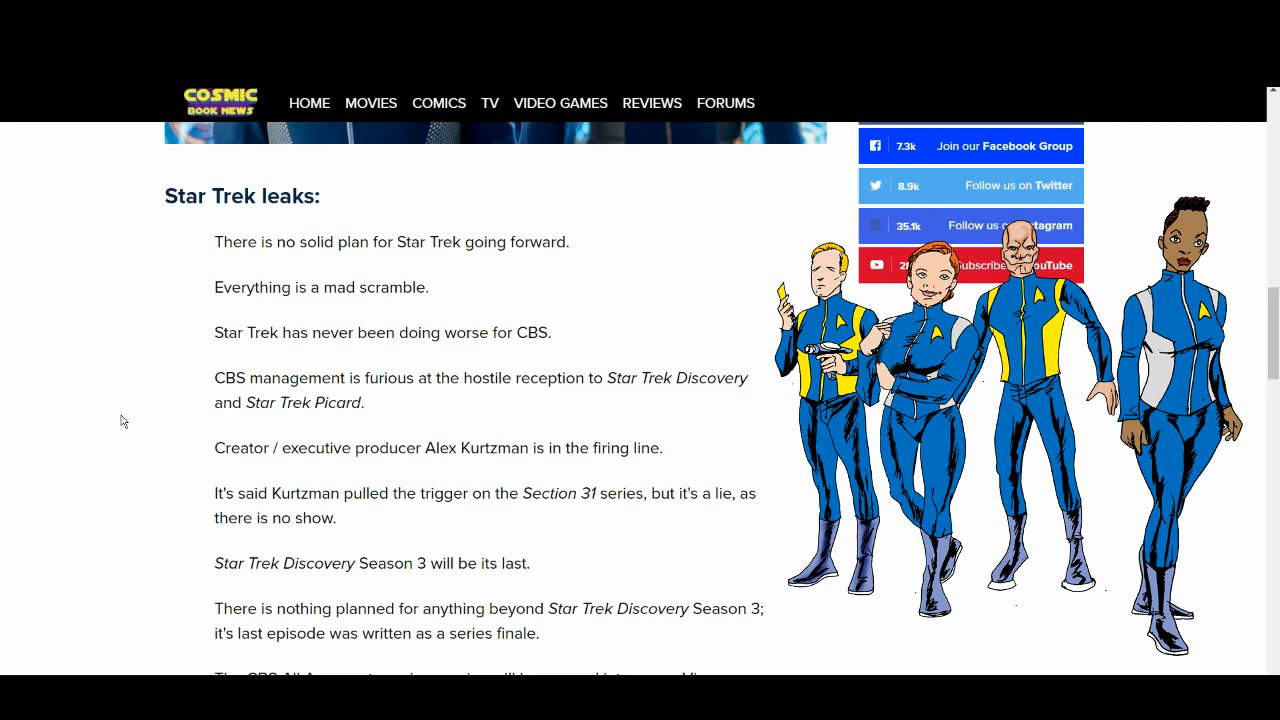 COSMIC
BOOK NEWS
HOME MOVIES COMICS TV VIDEO GAMES REVIEWS FORUMS
7.3k Join our Facebook Group
8.9k Follow us on Twitter
35.1k Follow us
Subscribe
Star Trek leaks:
There is no solid plan for Star Trek going forward.
Everything is a mad scramble.
Star Trek has never been doing worse for CBS.
CBS management is furious at the hostile reception to Star Trek Discovery
and Star Trek Picard.
Creator / executive producer Alex Kurtzman is in the firing line.
It's said Kurtzman pulled the trigger on the Section 31 series, but it's a lie, as
there is no show.
Star Trek Discovery Season 3 will be its last.
There is nothing planned for anything beyond Star Trek Discovery Season 3;
it's last episode was written as a series finale.